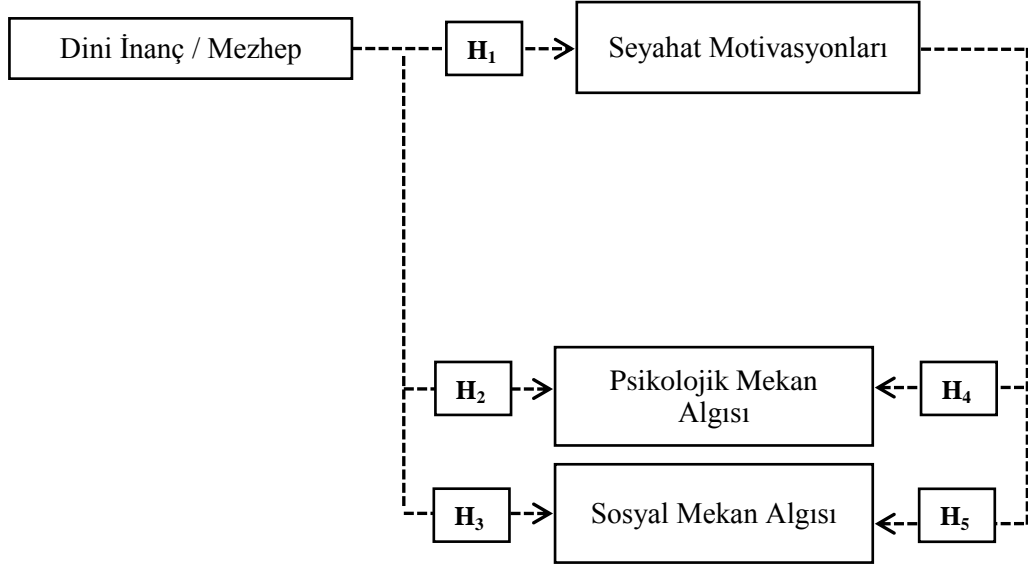 Dini İnanç / Mezhep
H₁
Seyahat Motivasyonları
H₂
Psikolojik Mekan
Algısı
H₄
H₃
Sosyal Mekan Algısı
H₅